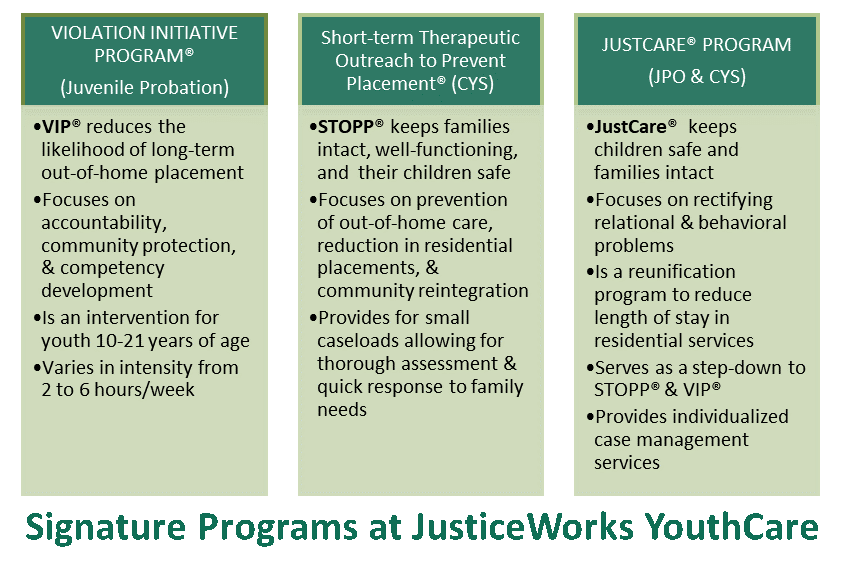 VIOLATION INITIATIVE
PROGRAM®
(Juvenile Probation)
•VIP® reduces the
likelihood of long-term
out-of-home placement
•Focuses on
accountability,
community protection,
& competency
development
•Is an intervention for
youth 10-21 years of age
•Varies in intensity from
2 to 6 hours/week
Short-term Therapeutic
Outreach to Prevent
Placement® (CYS)
•STOPP® keeps families
intact, well-functioning,
and their children safe
•Focuses on prevention
of out-of-home care,
reduction in residential
placements, &
community reintegration
•Provides for small
caseloads allowing for
thorough assessment &
quick response to family
needs
JUSTCARE® PROGRAM
(JPO & CYS)
•JustCare® keeps
children safe and
families intact
•Focuses on rectifying
relational & behavioral
problems
•Is a reunification
program to reduce
length of stay in
residential services
•Serves as a step-down to
STOPP® & VIP®
•Provides individualized
case management
services
Signature Programs at JusticeWorks YouthCare